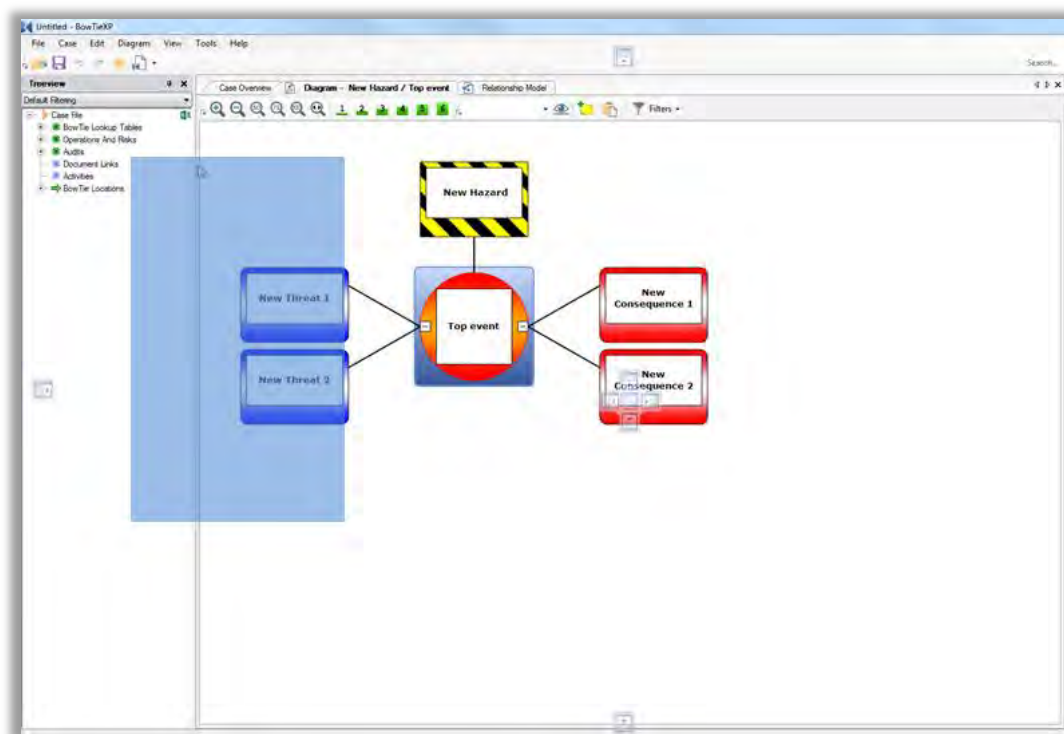 Untitled - BowTieXP
File Case Edit Diagram View Tools Help
Search...
Treeview
Case Overview Diagram - New Hazard / Top event Relationship Model
Default Filtering
1 2 3 4 5 6 Filters
Case File
BowTie Lookup Tables
Operations And Risks
Audits
Document Links
Activities
BowTie Locations
New Hazard
New Threat 1
Top event
New
Consequence 1
New Threat 2
New
Consequence 2